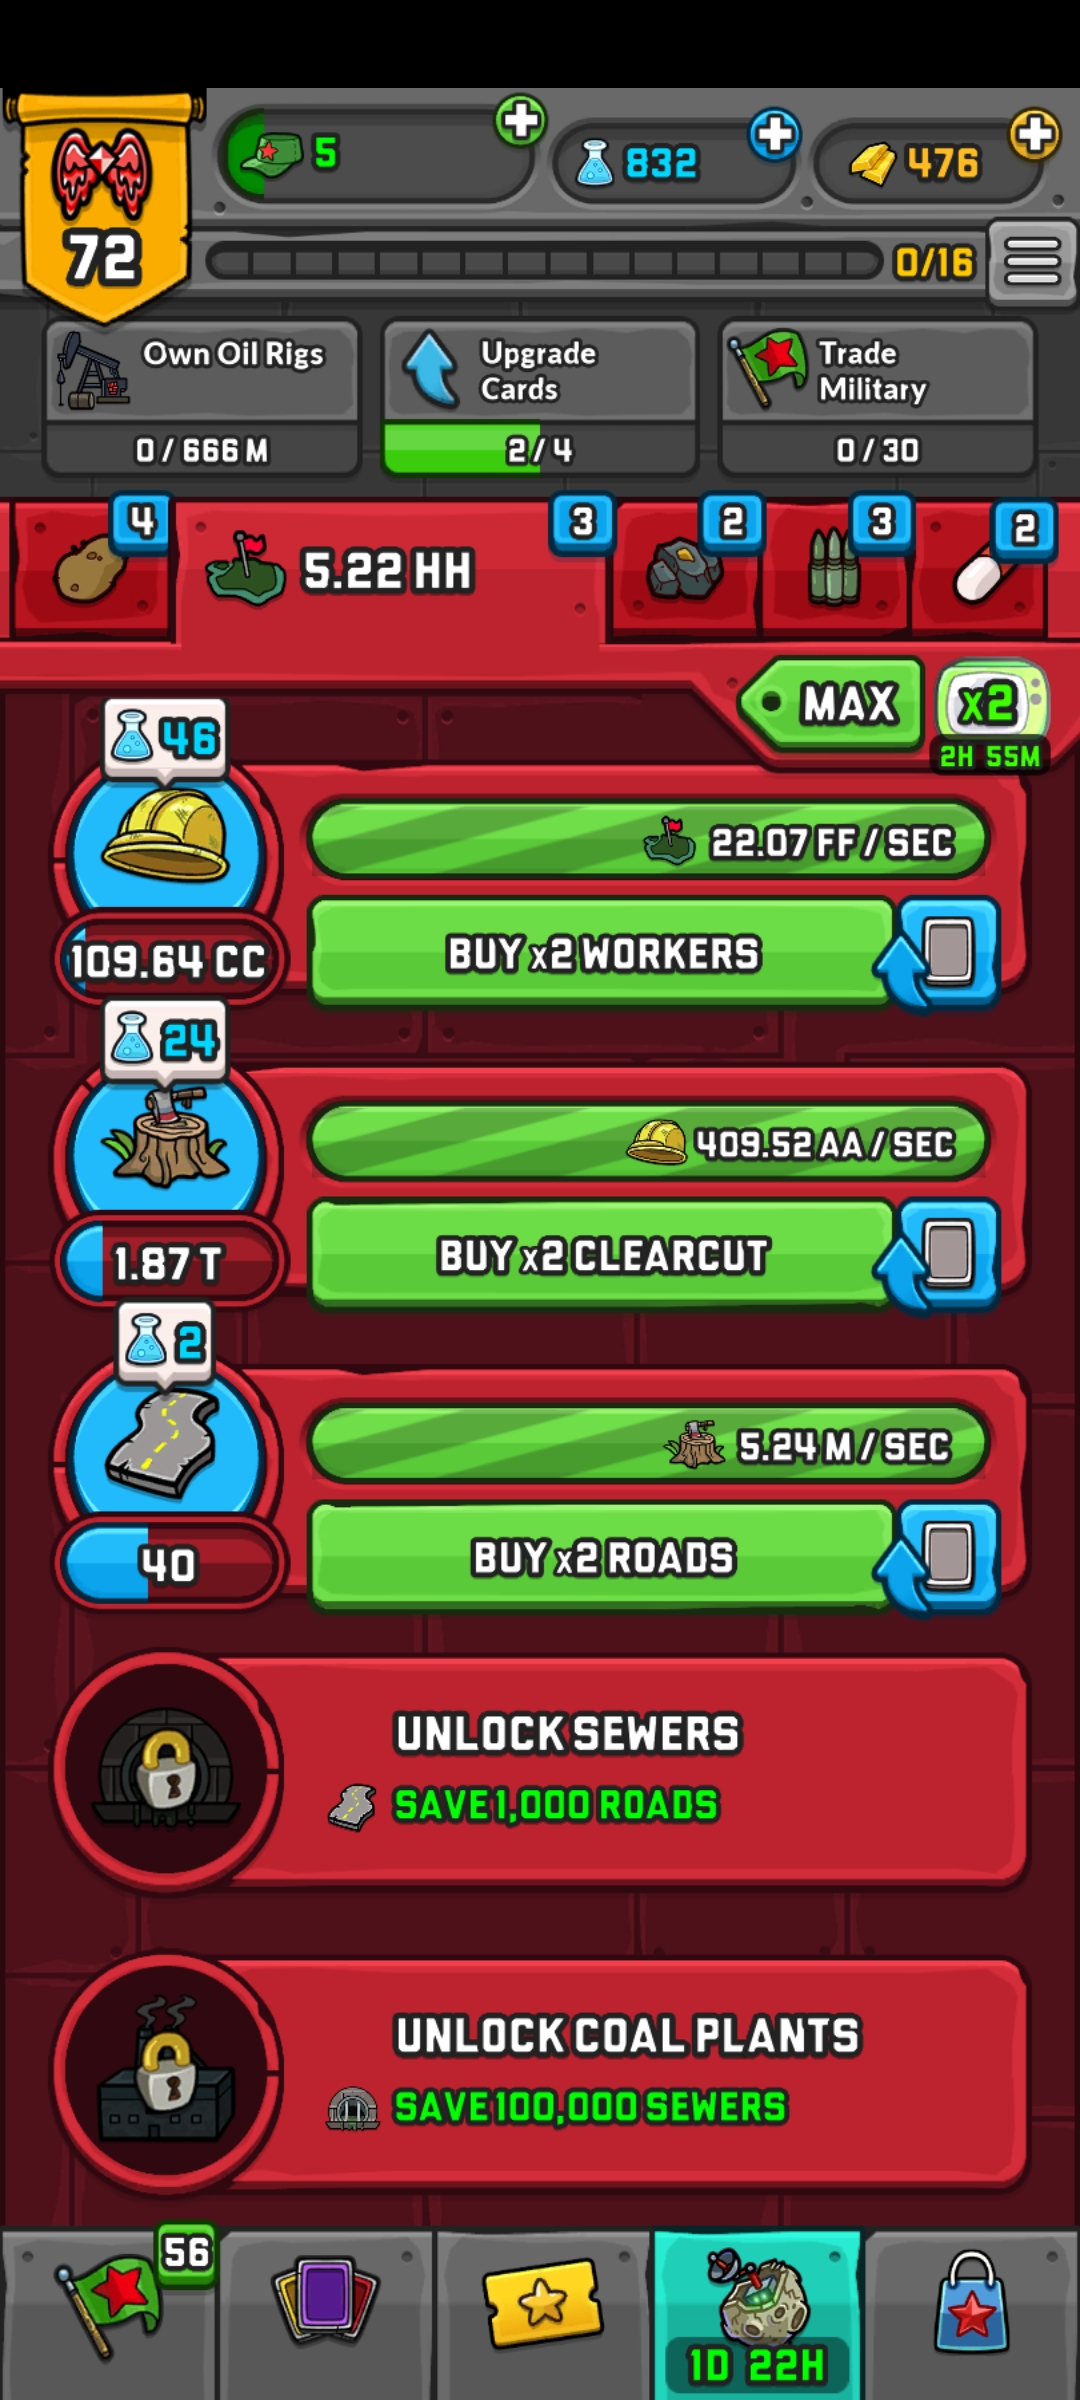 5
832
476
72
0/16
Own Oil Rigs
0 / 666 M
Upgrade
Cards
2 / 4
Trade
Military
0 / 30
4
5.22 HH
3
2
3
2
MAX
x2
2H 55M
46
22.07 FF / SEC
BUY x2 WORKERS
109.64 CC
24
409.52 AA / SEC
BUY x2 CLEARCUT
1.87 T
2
5.24 M / SEC
BUY x2 ROADS
40
UNLOCK SEWERS
SAVE 1,000 ROADS
UNLOCK COAL PLANTS
SAVE 100,000 SEWERS
56
1D 22H